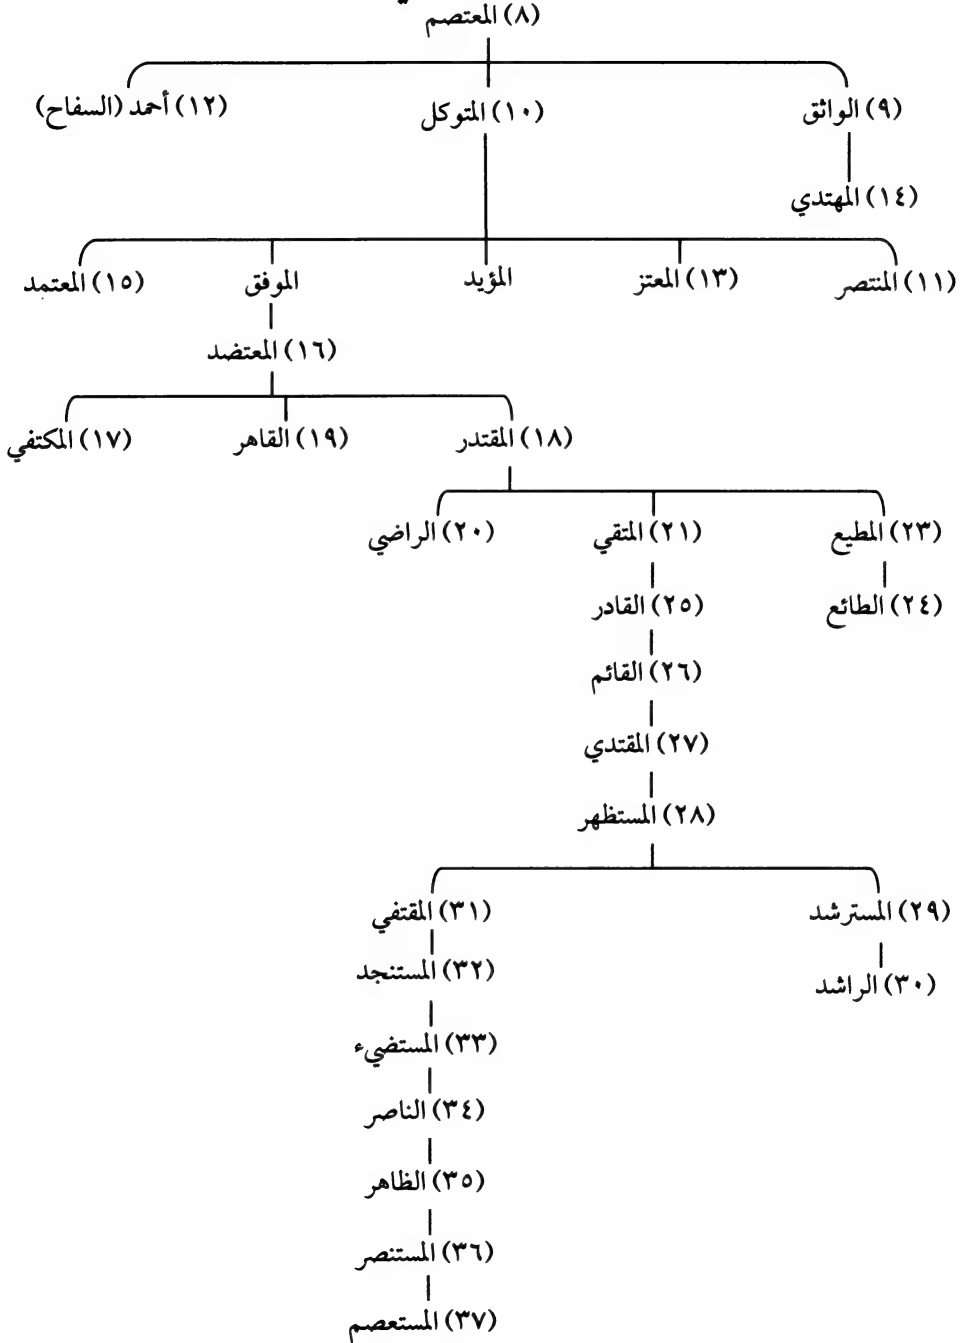 (٨) المعتصم
(٩) الواثق (١٠) المتوكل (١٢) أحمد (السفاح)
(١٤) المهتدي
(١١) المنتصر (١٣) المعتز المؤيد الموفق (١٥) المعتمد
(١٦) المعتضد
(١٨) المقتدر (١٩) القاهر (١٧) المكتفي
(٢٣) المطيع (٢١) المتقي (٢٠) الراضي
(٢٤) الطائع (٢٥) القادر
(٢٦) القائم
(٢٧) المقتدي
(٢٨) المستظهر
(٢٩) المسترشد (٣١) المقتفي
(٣٠) الراشد (٣٢) المستنجد
(٣٣) المستضيء
(٣٤) الناصر
(٣٥) الظاهر
(٣٦) المستنصر
(٣٧) المستعصم